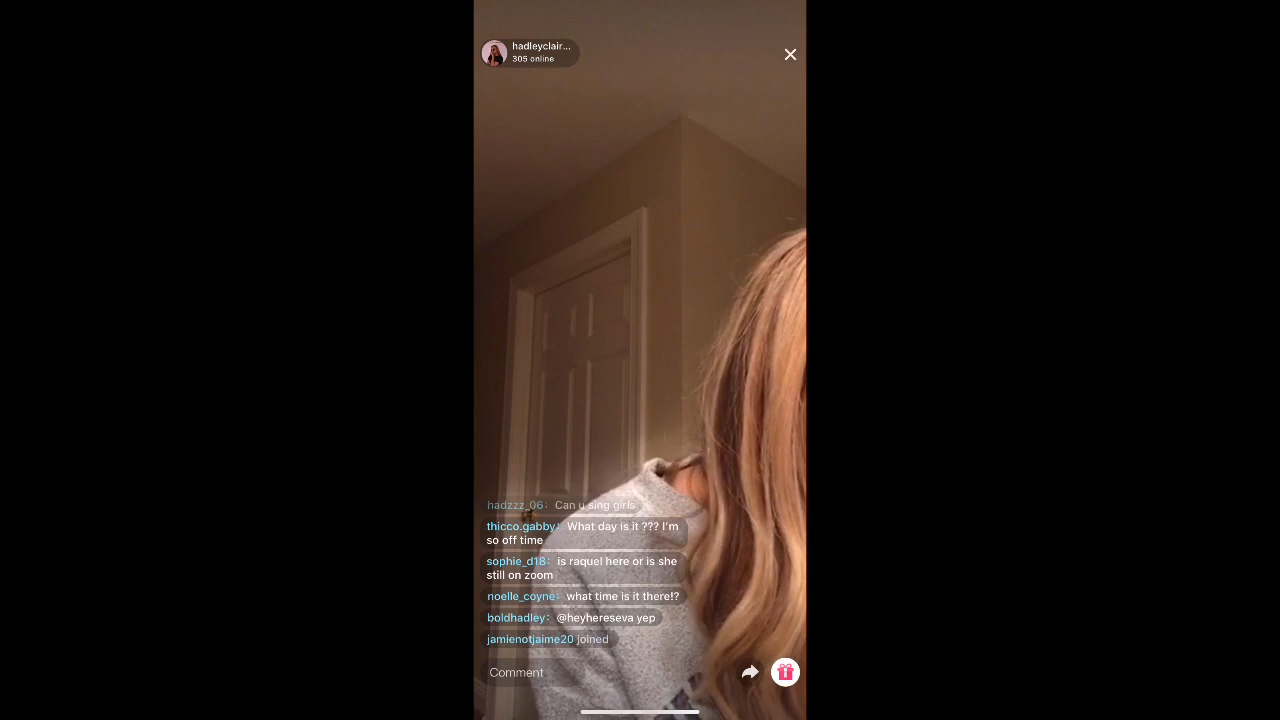 hadleyclair...
305 online
hadzzz_06: Can u sing girls
thicco.gabby: What day is it ??? I'm
so off time
sophie_d18: is raquel here or is she
still on zoom
noelle_coyne: what time is it there!?
boldhadley: @heyhereseva yep
jamienotjaime20 joined
Comment